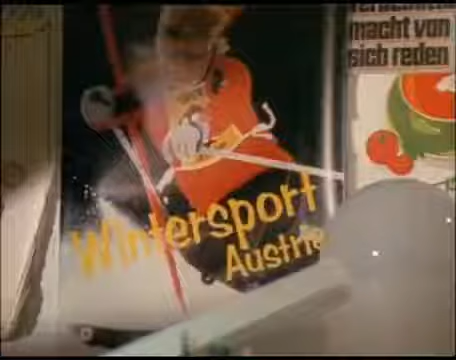 Wintersport
Austria
macht von
sich reden